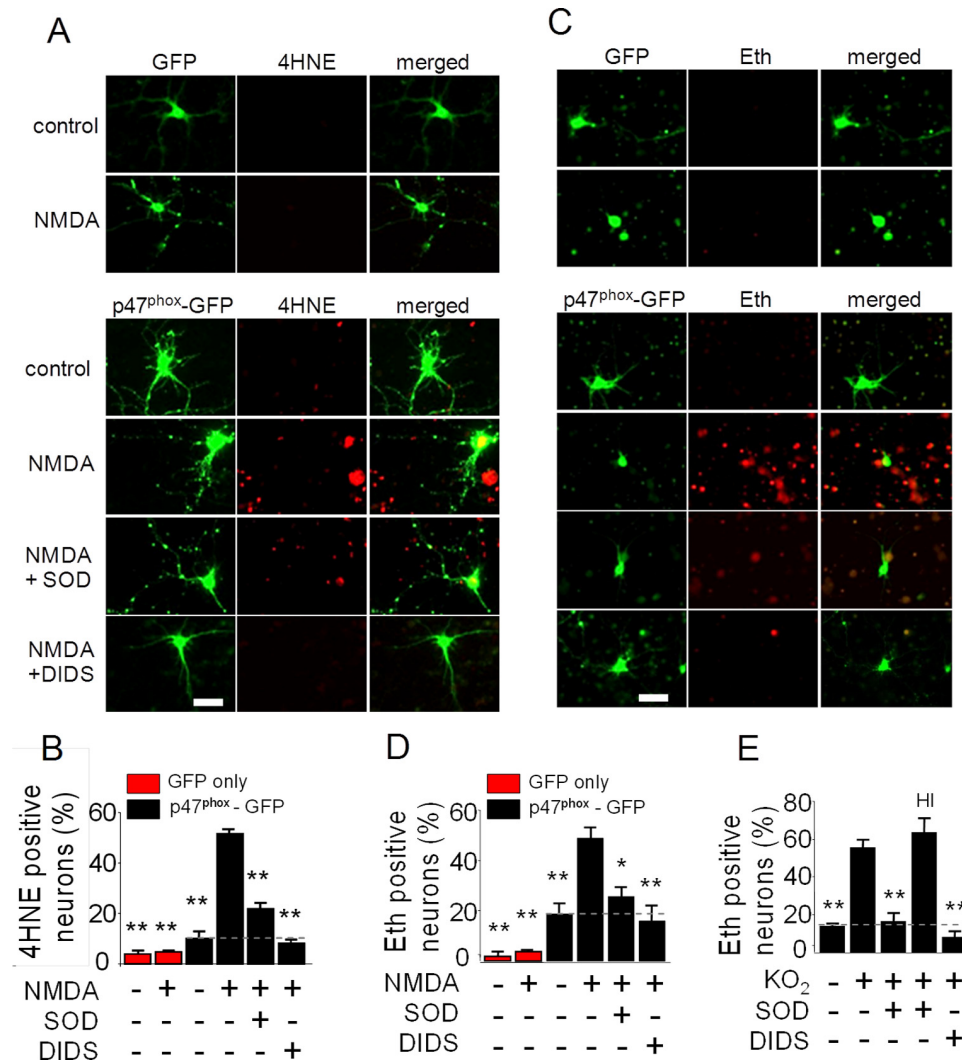 A
GFP 4HNE merged
control
NMDA
p47phox-GFP 4HNE merged
control
NMDA
NMDA
+ SOD
NMDA
+DIDS
C
GFP Eth merged
p47phox-GFP Eth merged
B
GFP only
p47phox - GFP
4HNE positive
neurons (%)
60
40
20
0
** ** ** ** **
NMDA - + - + + +
SOD - - - - + -
DIDS - - - - - +
D
GFP only
p47phox - GFP
Eth positive
neurons (%)
60
40
20
0
** ** ** * **
NMDA - + - + + +
SOD - - - - + -
DIDS - - - - - +
E
Eth positive
neurons (%)
80
60
40
20
0
** ** HI **
KO2 - + + + +
SOD - - + + -
DIDS - - - - +